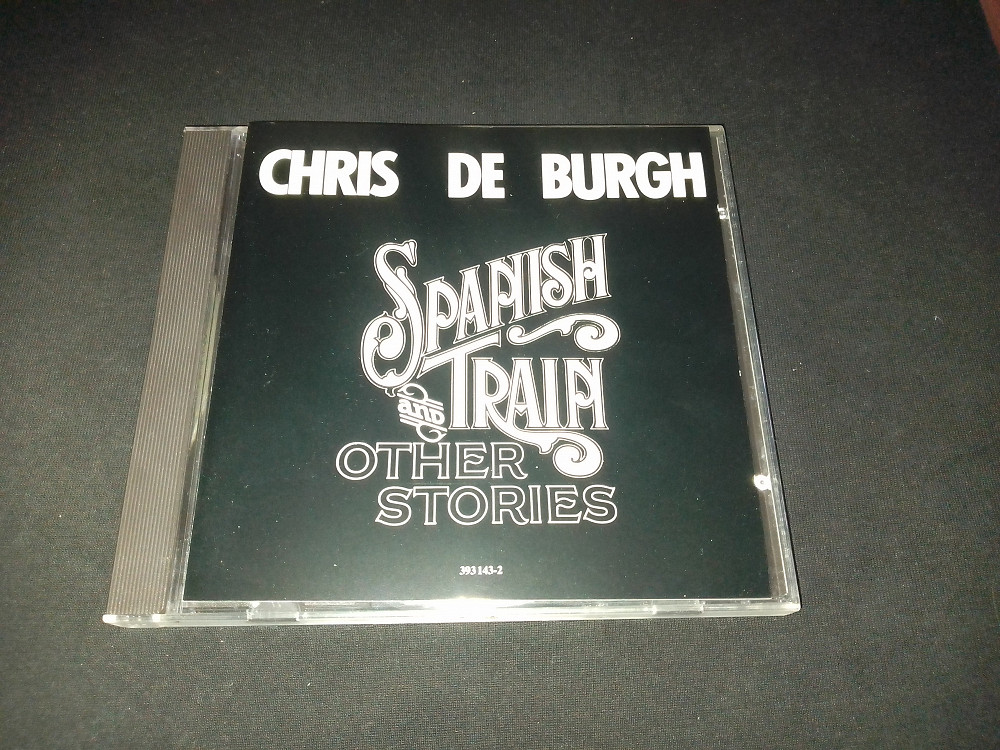 CHRIS DE BURGH
SPANISH
TRAIN
and
OTHER
STORIES
393 143-2